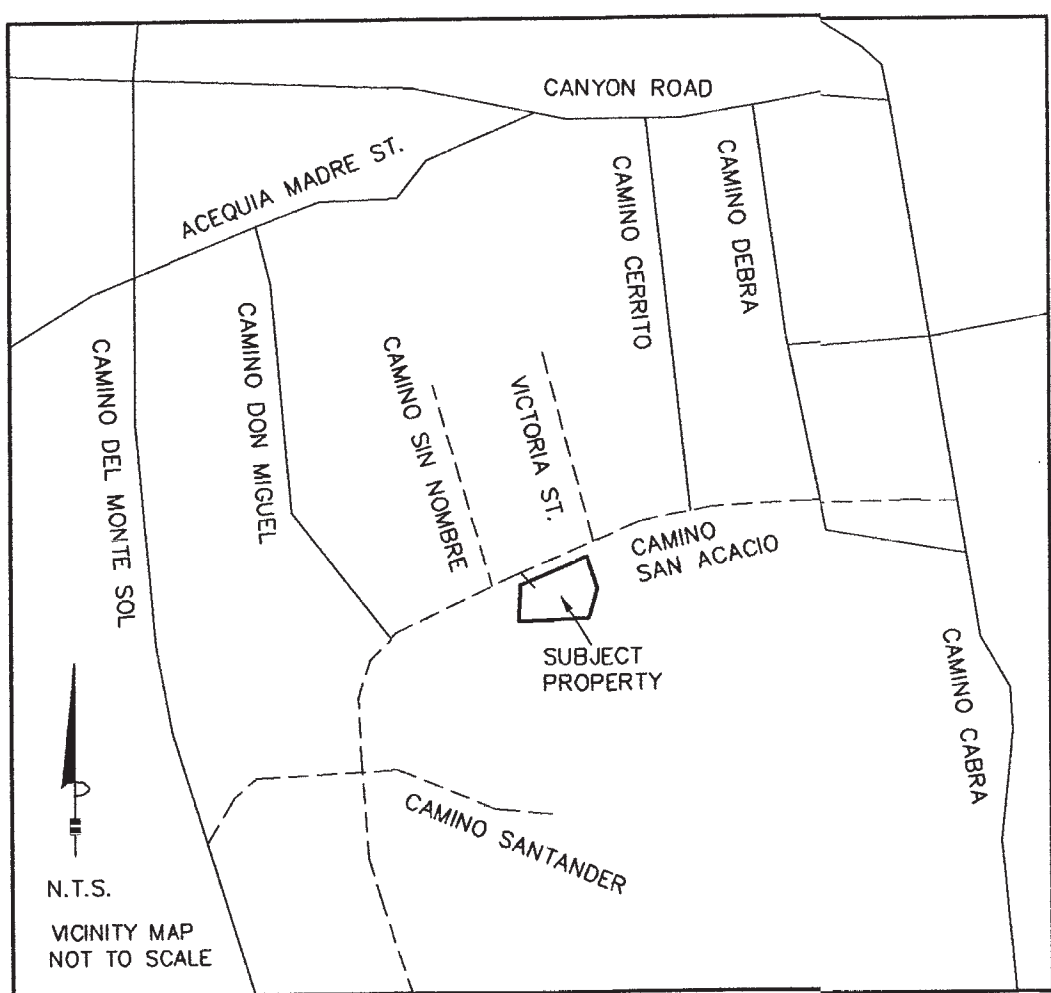 CANYON ROAD
ACEQUIA MADRE ST.
CAMINO CERRITO
CAMINO DEBRA
CAMINO DEL MONTE SOL
CAMINO DON MIGUEL
CAMINO SIN NOMBRE
VICTORIA ST.
CAMINO
SAN ACACIO
SUBJECT
PROPERTY
CAMINO CABRA
CAMINO SANTANDER
N.T.S.
VICINITY MAP
NOT TO SCALE